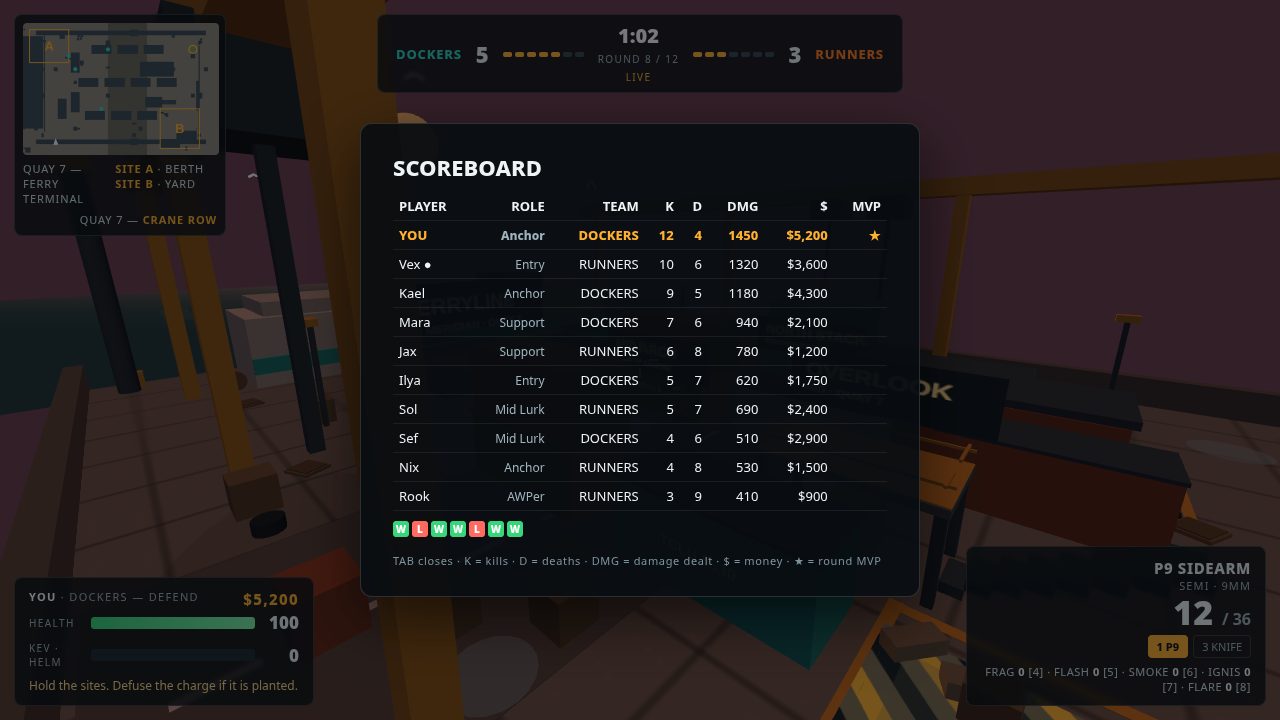 A
B
QUAY 7 —
FERRY
TERMINAL
SITE A · BERTH
SITE B · YARD
QUAY 7 — CRANE ROW
DOCKERS 5
1:02
ROUND 8 / 12
LIVE
3 RUNNERS
SCOREBOARD
PLAYER ROLE TEAM K D DMG $ MVP
YOU Anchor DOCKERS 12 4 1450 $5,200 ★
Vex ● Entry RUNNERS 10 6 1320 $3,600
Kael Anchor DOCKERS 9 5 1180 $4,300
Mara Support DOCKERS 7 6 940 $2,100
Jax Support RUNNERS 6 8 780 $1,200
Ilya Entry DOCKERS 5 7 620 $1,750
Sol Mid Lurk RUNNERS 5 7 690 $2,400
Sef Mid Lurk DOCKERS 4 6 510 $2,900
Nix Anchor RUNNERS 4 8 530 $1,500
Rook AWPer RUNNERS 3 9 410 $900
W L W W L W W
TAB closes · K = kills · D = deaths · DMG = damage dealt · $ = money · ★ = round MVP
OVERLOOK
YOU · DOCKERS — DEFEND $5,200
HEALTH 100
KEV ·
HELM 0
Hold the sites. Defuse the charge if it is planted.
P9 SIDEARM
SEMI · 9MM
12 / 36
1 P9 3 KNIFE
FRAG 0 [4] · FLASH 0 [5] · SMOKE 0 [6] · IGNIS 0
[7] · FLARE 0 [8]